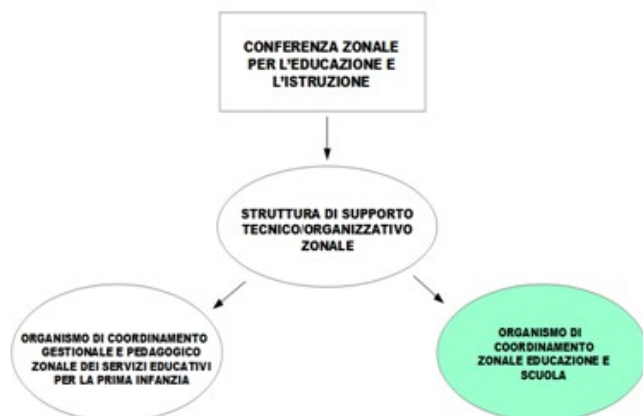 CONFERENZA ZONALE
PER L'EDUCAZIONE E
L'ISTRUZIONE
STRUTTURA DI SUPPORTO
TECNICO/ORGANIZZATIVO
ZONALE
ORGANISMO DI COORDINAMENTO
GESTIONALE E PEDAGOGICO
ZONALE DEI SERVIZI EDUCATIVI
PER LA PRIMA INFANZIA
ORGANISMO DI
COORDINAMENTO
ZONALE EDUCAZIONE E
SCUOLA